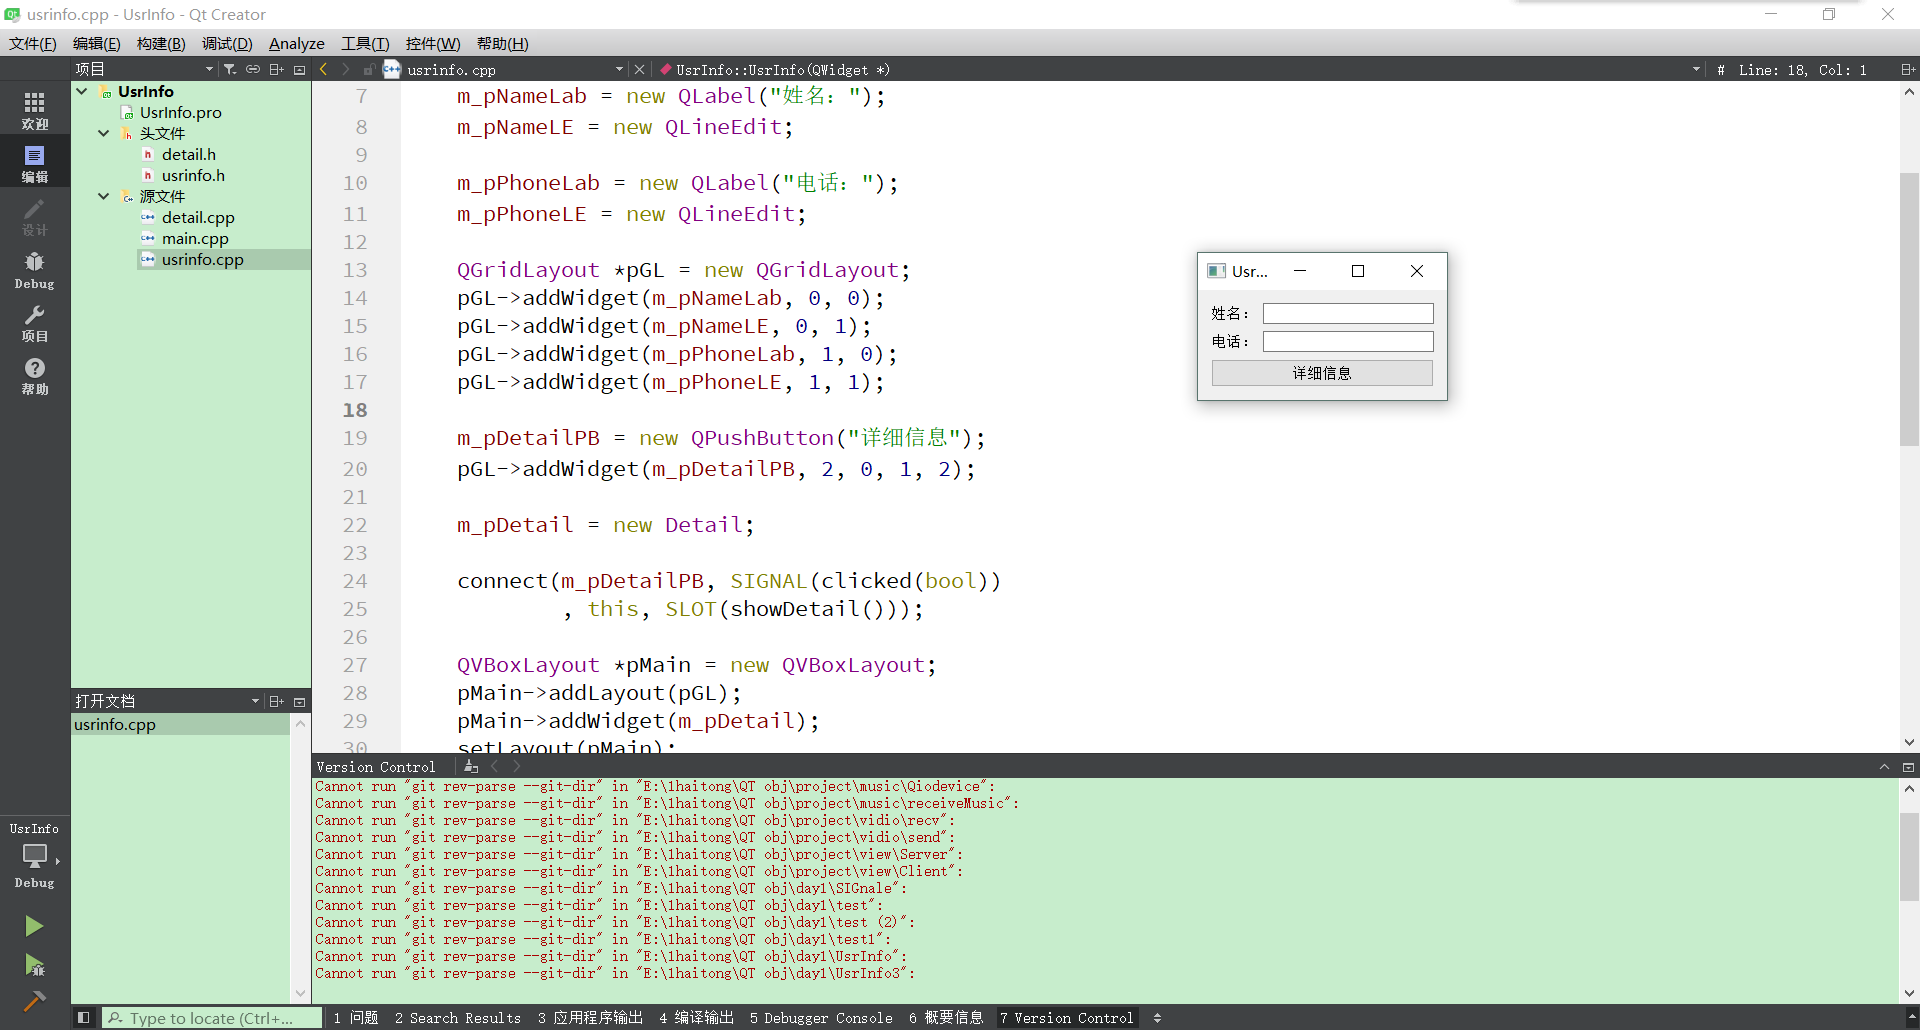 usrinfo.cpp - UsrInfo - Qt Creator
文件(F) 编辑(E) 构建(B) 调试(D) Analyze 工具(T) 控件(W) 帮助(H)
项目
usrinfo.cpp
UsrInfo::UsrInfo(QWidget *)
# Line: 18, Col: 1
欢迎
编辑
设计
Debug
项目
帮助
UsrInfo
UsrInfo.pro
头文件
detail.h
usrinfo.h
源文件
detail.cpp
main.cpp
usrinfo.cpp
7 m_pNameLab = new QLabel("姓名：");
8 m_pNameLE = new QLineEdit;
9
10 m_pPhoneLab = new QLabel("电话：");
11 m_pPhoneLE = new QLineEdit;
12
13 QGridLayout *pGL = new QGridLayout;
14 pGL->addWidget(m_pNameLab, 0, 0);
15 pGL->addWidget(m_pNameLE, 0, 1);
16 pGL->addWidget(m_pPhoneLab, 1, 0);
17 pGL->addWidget(m_pPhoneLE, 1, 1);
18
19 m_pDetailPB = new QPushButton("详细信息");
20 pGL->addWidget(m_pDetailPB, 2, 0, 1, 2);
21
22 m_pDetail = new Detail;
23
24 connect(m_pDetailPB, SIGNAL(clicked(bool))
25 , this, SLOT(showDetail()));
26
27 QVBoxLayout *pMain = new QVBoxLayout;
28 pMain->addLayout(pGL);
29 pMain->addWidget(m_pDetail);
30 setLayout(pMain);
Usr...
姓名：
电话：
详细信息
打开文档
usrinfo.cpp
Version Control
Cannot run "git rev-parse --git-dir" in "E:\1haitong\QT obj\project\music\Qiodevice":
Cannot run "git rev-parse --git-dir" in "E:\1haitong\QT obj\project\music\receiveMusic":
Cannot run "git rev-parse --git-dir" in "E:\1haitong\QT obj\project\vidio\recv":
Cannot run "git rev-parse --git-dir" in "E:\1haitong\QT obj\project\vidio\send":
Cannot run "git rev-parse --git-dir" in "E:\1haitong\QT obj\project\view\Server":
Cannot run "git rev-parse --git-dir" in "E:\1haitong\QT obj\project\view\Client":
Cannot run "git rev-parse --git-dir" in "E:\1haitong\QT obj\day1\SIGnale":
Cannot run "git rev-parse --git-dir" in "E:\1haitong\QT obj\day1\test":
Cannot run "git rev-parse --git-dir" in "E:\1haitong\QT obj\day1\test (2)":
Cannot run "git rev-parse --git-dir" in "E:\1haitong\QT obj\day1\test1":
Cannot run "git rev-parse --git-dir" in "E:\1haitong\QT obj\day1\UsrInfo":
Cannot run "git rev-parse --git-dir" in "E:\1haitong\QT obj\day1\UsrInfo3":
UsrInfo
Debug
Type to locate (Ctrl+...
1 问题 2 Search Results 3 应用程序输出 4 编译输出 5 Debugger Console 6 概要信息 7 Version Control